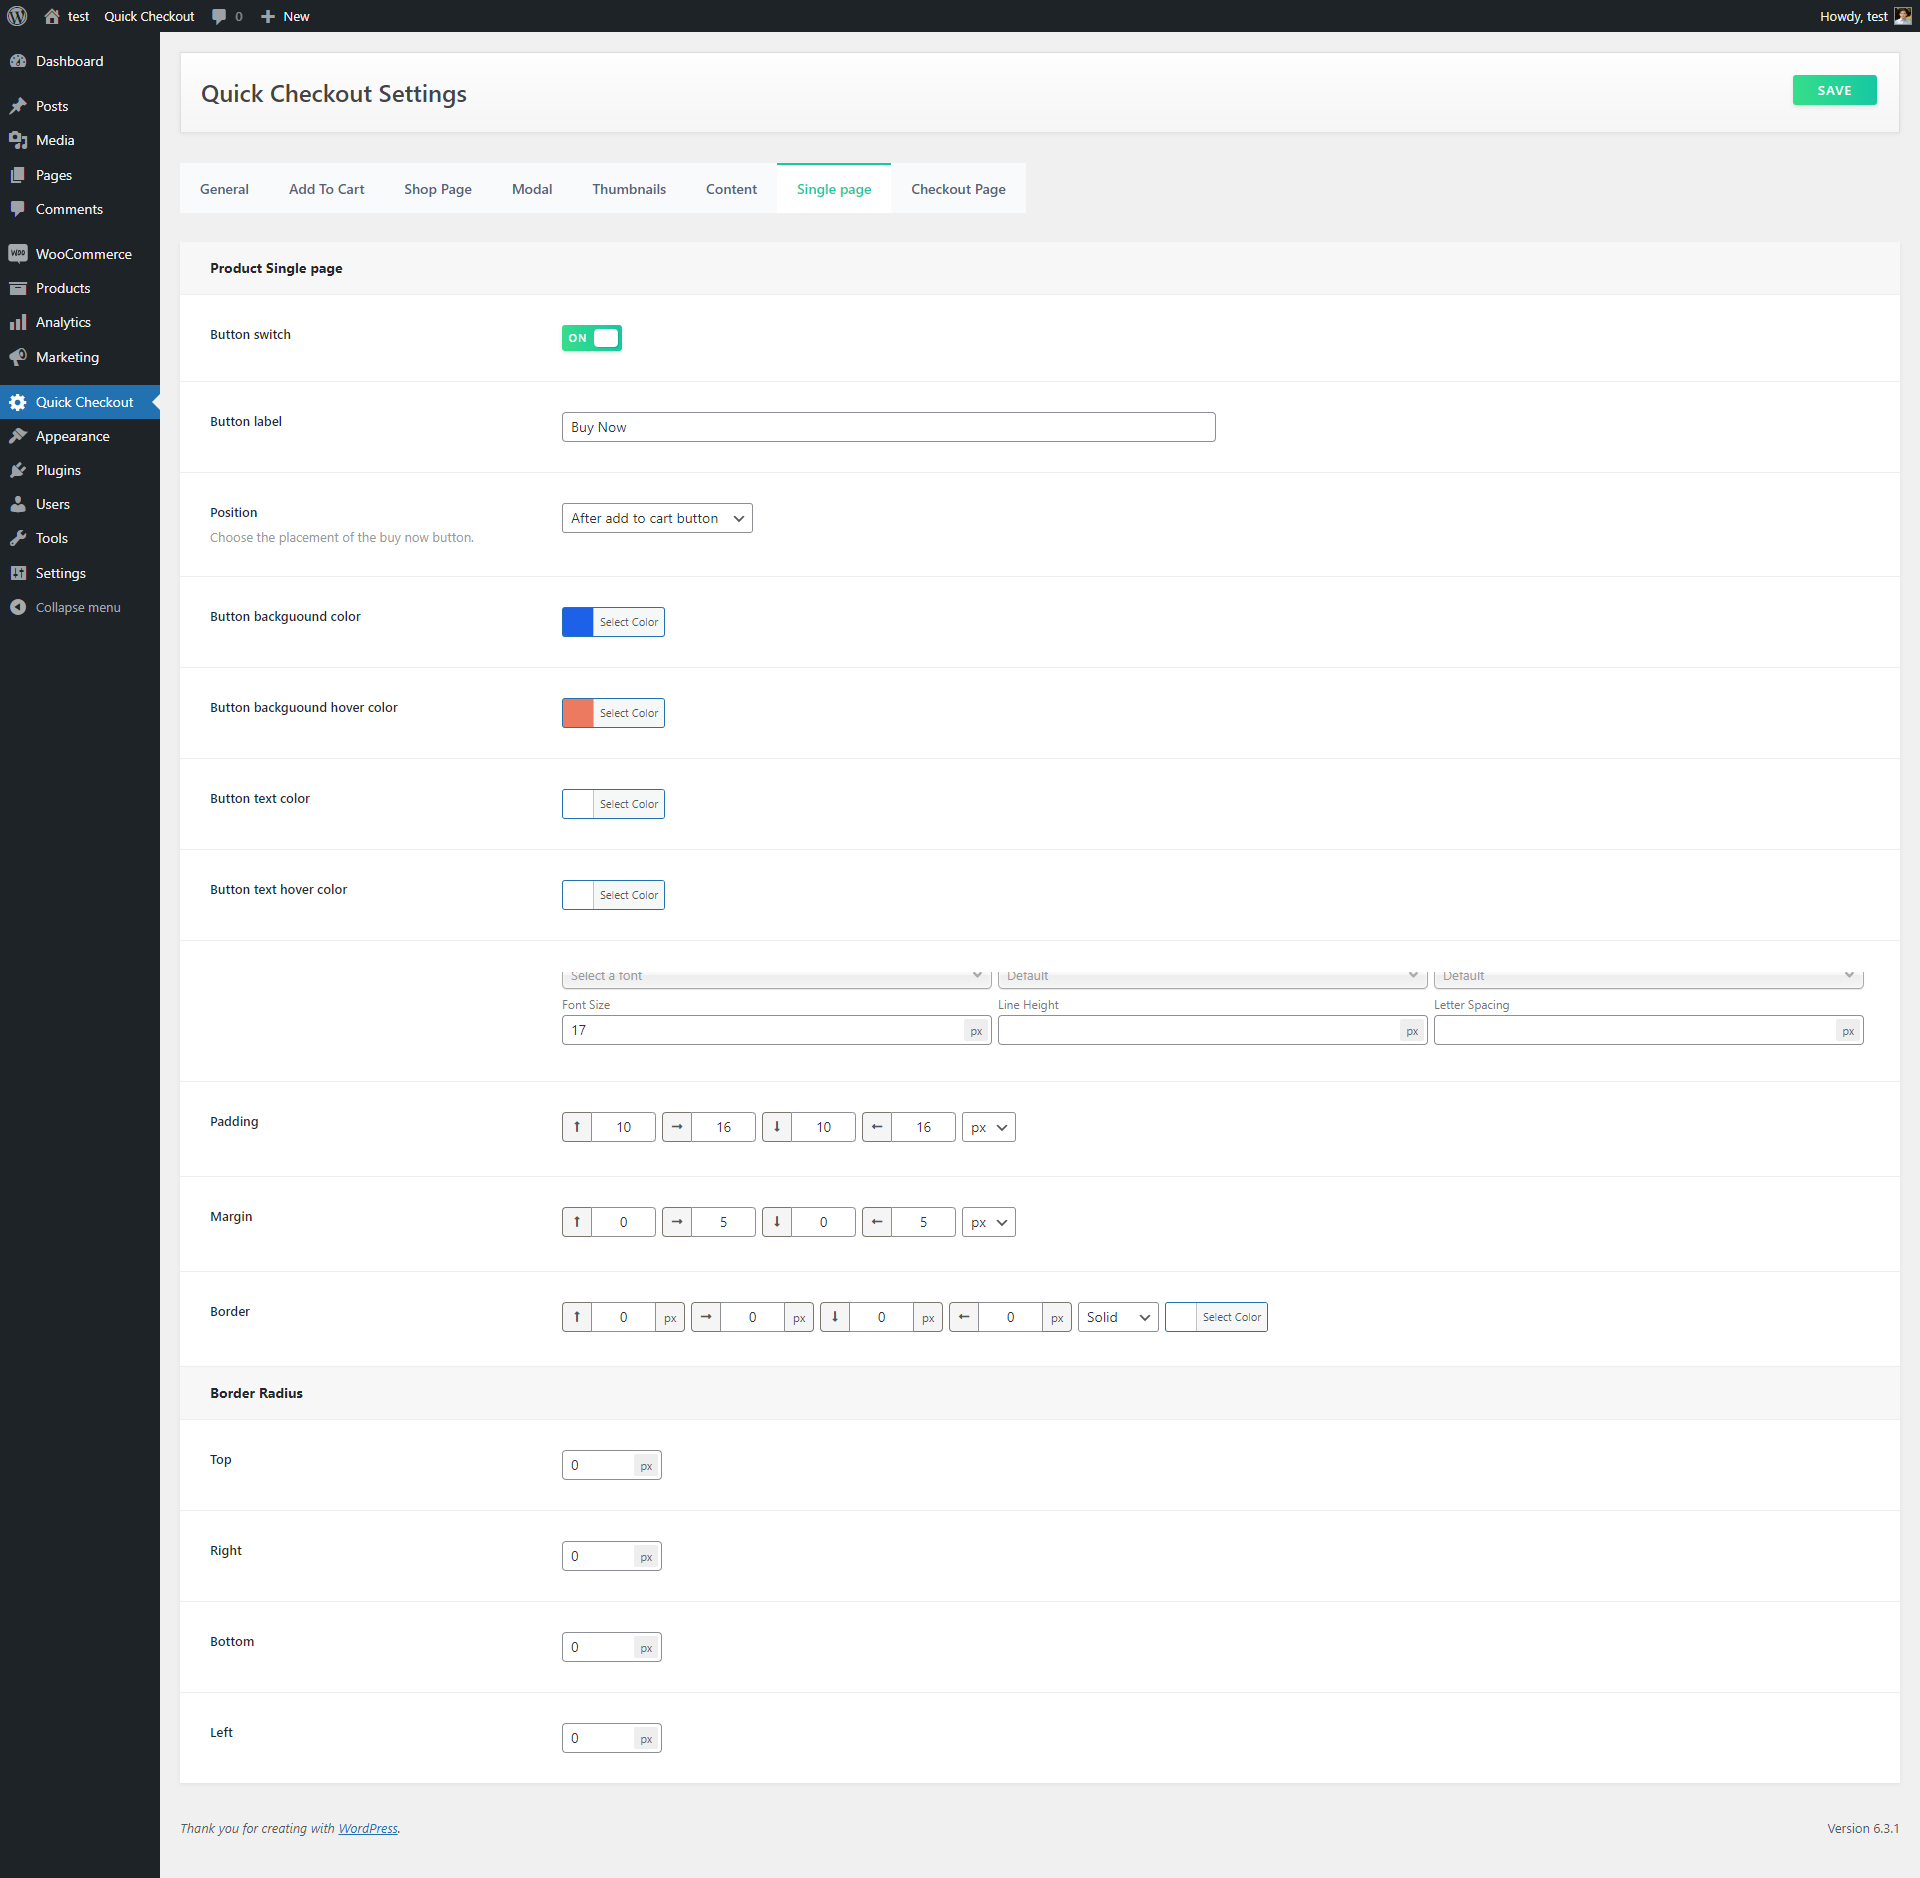 test Quick Checkout 0 New Howdy, test
Dashboard
Posts
Media
Pages
Comments
WooCommerce
Products
Analytics
Marketing
Quick Checkout
Appearance
Plugins
Users
Tools
Settings
Collapse menu
Quick Checkout Settings
SAVE
General Add To Cart Shop Page Modal Thumbnails Content Single page Checkout Page
Product Single page
Button switch
ON
Button label
Buy Now
Position
Choose the placement of the buy now button.
After add to cart button
Button backguound color
Select Color
Button backguound hover color
Select Color
Button text color
Select Color
Button text hover color
Select Color
Select a font Default Default
Font Size Line Height Letter Spacing
17 px px px
Padding
10 16 10 16 px
Margin
0 5 0 5 px
Border
0 px 0 px 0 px 0 px Solid Select Color
Border Radius
Top
0 px
Right
0 px
Bottom
0 px
Left
0 px
Thank you for creating with WordPress.
Version 6.3.1